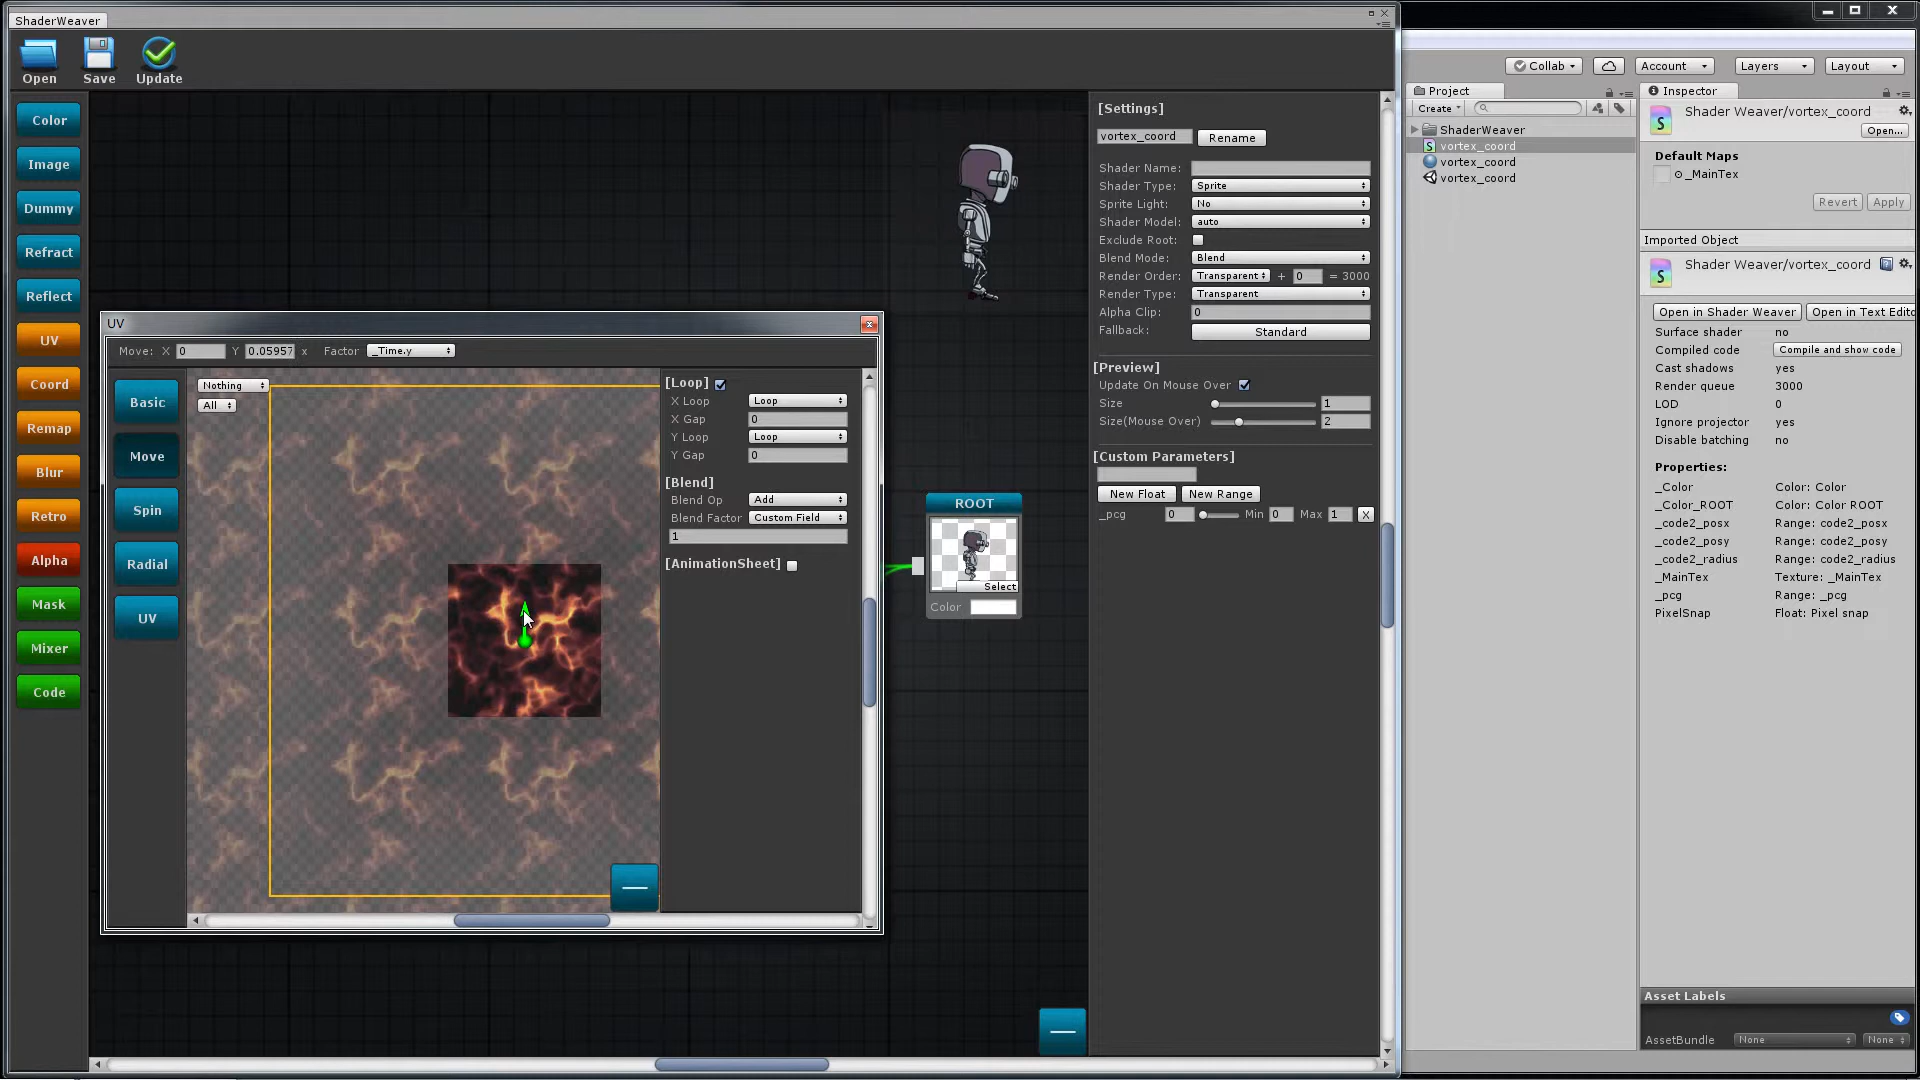 ShaderWeaver
Open
Save
Update
Color
Image
Dummy
Refract
Reflect
UV
Coord
Remap
Blur
Retro
Alpha
Mask
Mixer
Code
UV
Move: X 0 Y 0.05957 x Factor _Time.y
Basic
Move
Spin
Radial
UV
Nothing
All
[Loop]
X Loop Loop
X Gap 0
Y Loop Loop
Y Gap 0
[Blend]
Blend Op Add
Blend Factor Custom Field
1
[AnimationSheet]
ROOT
Select
Color
[Settings]
vortex_coord Rename
Shader Name:
Shader Type: Sprite
Sprite Light: No
Shader Model: auto
Exclude Root:
Blend Mode: Blend
Render Order: Transparent + 0 = 3000
Render Type: Transparent
Alpha Clip: 0
Fallback: Standard
[Preview]
Update On Mouse Over
Size 1
Size(Mouse Over) 2
[Custom Parameters]
New Float New Range
_pcg 0 Min 0 Max 1 X
Collab Account Layers Layout
Project
Create
ShaderWeaver
S vortex_coord
vortex_coord
vortex_coord
Inspector
S Shader Weaver/vortex_coord
Open...
Default Maps
_MainTex
Revert Apply
Imported Object
S Shader Weaver/vortex_coord
Open in Shader Weaver Open in Text Edito
Surface shader no
Compiled code Compile and show code
Cast shadows yes
Render queue 3000
LOD 0
Ignore projector yes
Disable batching no
Properties:
_Color Color: Color
_Color_ROOT Color: Color ROOT
_code2_posx Range: code2_posx
_code2_posy Range: code2_posy
_code2_radius Range: code2_radius
_MainTex Texture: _MainTex
_pcg Range: _pcg
PixelSnap Float: Pixel snap
Asset Labels
AssetBundle None None